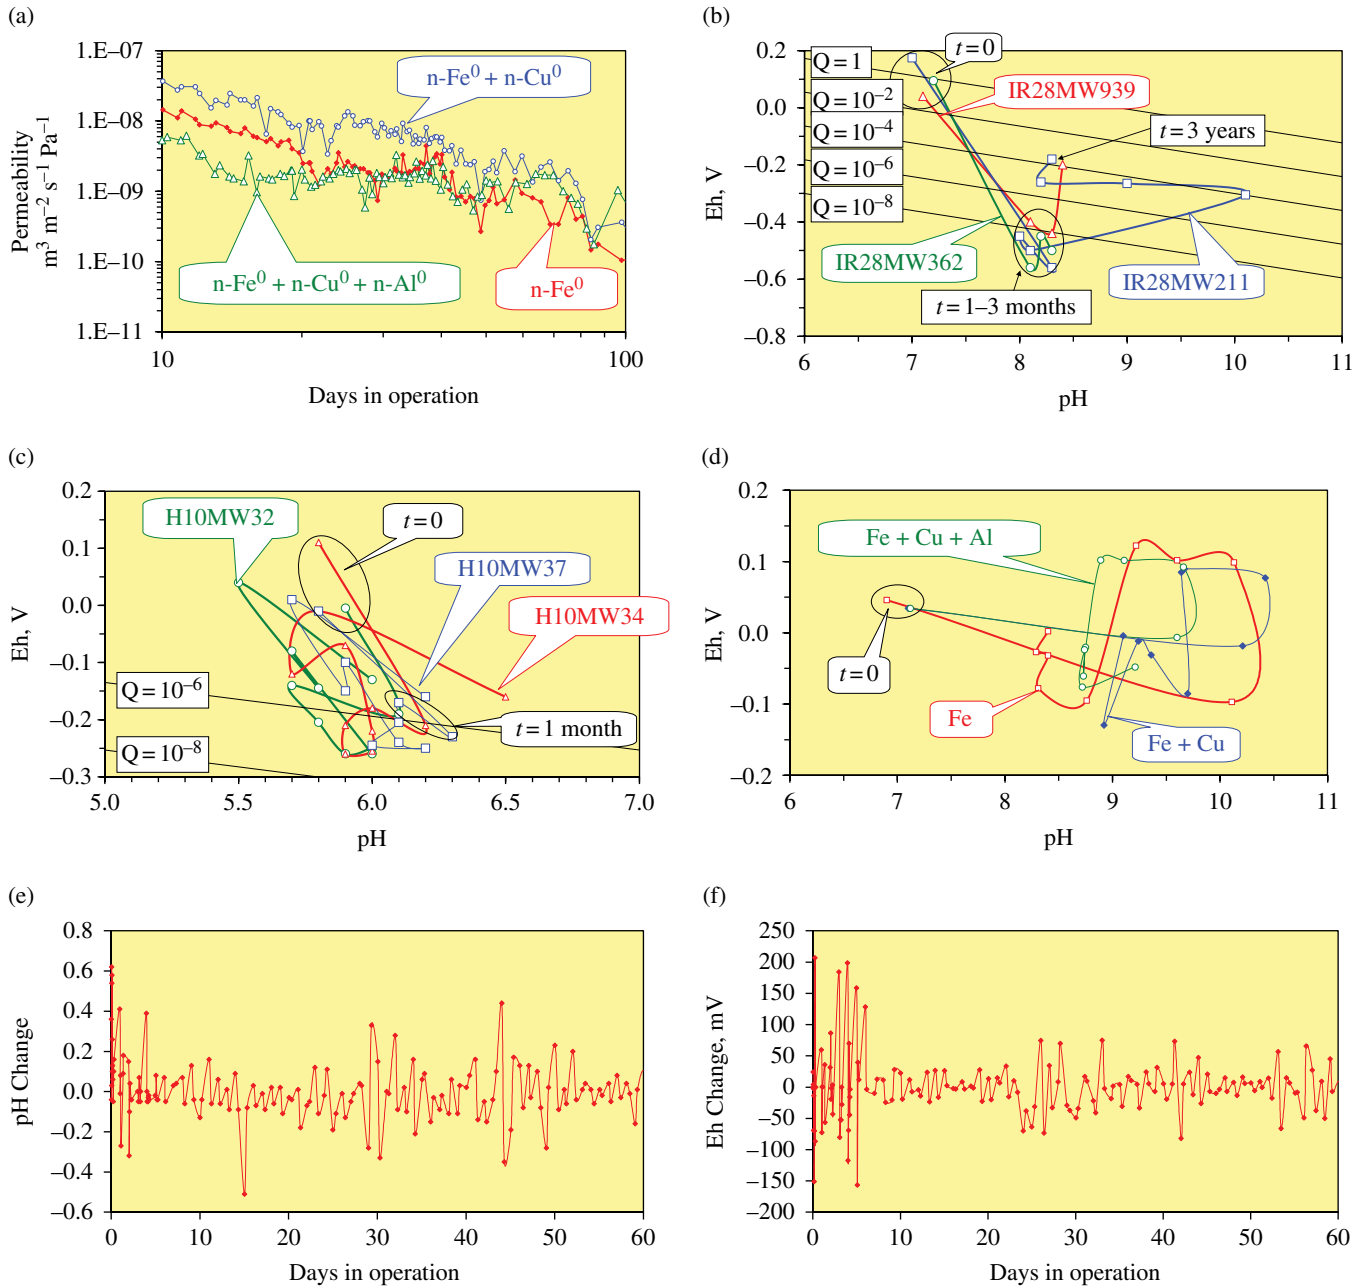 (a)
1.E–07
1.E–08
1.E–09
1.E–10
1.E–11
Permeability
m³ m⁻² s⁻¹ Pa⁻¹
n-Fe⁰ + n-Cu⁰
n-Fe⁰ + n-Cu⁰ + n-Al⁰
n-Fe⁰
10
100
Days in operation
(b)
0.2
0.0
–0.2
–0.4
–0.6
–0.8
Eh, V
Q = 1
Q = 10⁻²
Q = 10⁻⁴
Q = 10⁻⁶
Q = 10⁻⁸
t = 0
IR28MW939
t = 3 years
IR28MW362
IR28MW211
t = 1–3 months
6 7 8 9 10 11
pH
(c)
0.2
0.1
0.0
–0.1
–0.2
–0.3
Eh, V
H10MW32
t = 0
H10MW37
H10MW34
Q = 10⁻⁶
t = 1 month
Q = 10⁻⁸
5.0 5.5 6.0 6.5 7.0
pH
(d)
0.2
0.1
0.0
–0.1
–0.2
Eh, V
Fe + Cu + Al
t = 0
Fe
Fe + Cu
6 7 8 9 10 11
pH
(e)
0.8
0.6
0.4
0.2
0.0
–0.2
–0.4
–0.6
pH Change
0 10 20 30 40 50 60
Days in operation
(f)
250
200
150
100
50
0
–50
–100
–150
–200
Eh Change, mV
0 10 20 30 40 50 60
Days in operation